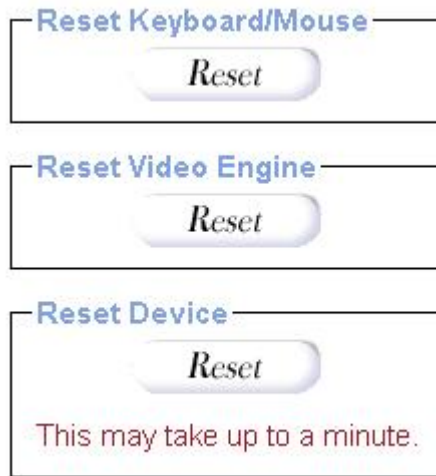 Reset Keyboard/Mouse
Reset
Reset Video Engine
Reset
Reset Device
Reset
This may take up to a minute.